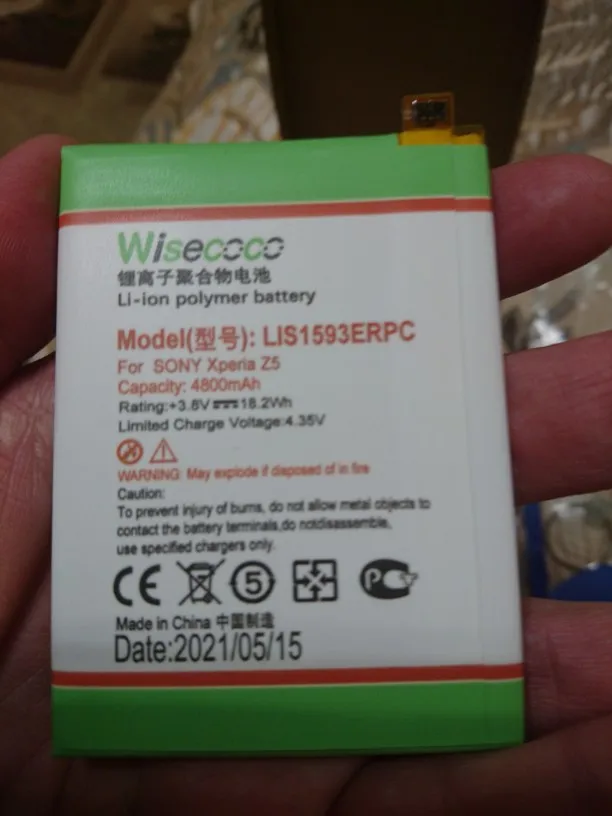 Wisecoco
锂离子聚合物电池
Li-ion polymer battery
Model(型号): LIS1593ERPC
For SONY Xperia Z5
Capacity: 4800mAh
Rating:+3.8V⎓18.2Wh
Limited Charge Voltage:4.35V
WARNING: May explode if disposed of in fire
Caution:
To prevent injury of burns, do not allow metal objects to
contact the battery terminals,do notdisassemble,
use specified chargers only.
CE 5 PC
Made in China 中国制造
Date:2021/05/15